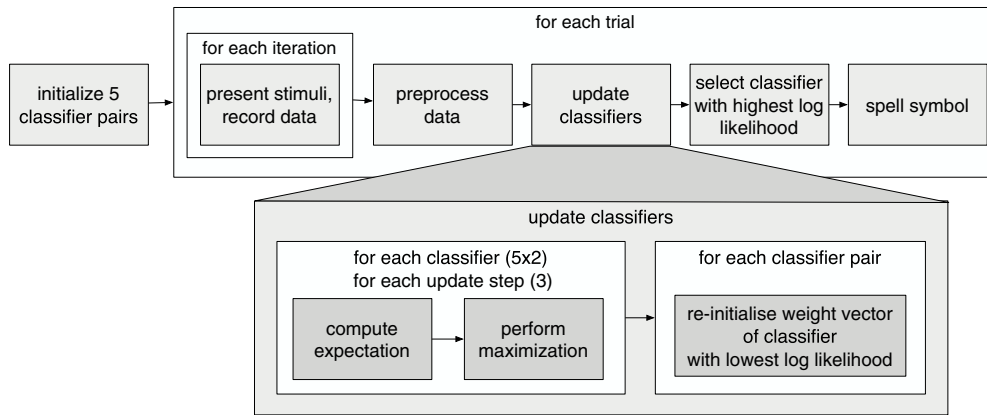 for each trial
for each iteration
initialize 5
classifier pairs
present stimuli,
record data
preprocess
data
update
classifiers
select classifier
with highest log
likelihood
spell symbol
update classifiers
for each classifier (5x2)
for each update step (3)
compute
expectation
perform
maximization
for each classifier pair
re-initialise weight vector
of classifier
with lowest log likelihood